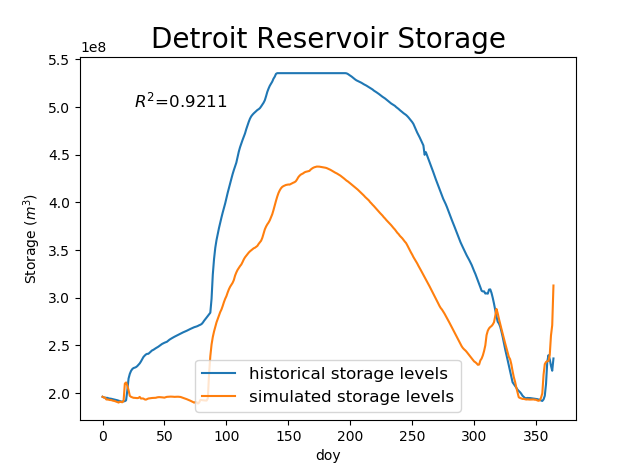 Detroit Reservoir Storage
1e8
R²=0.9211
5.5
5.0
4.5
4.0
3.5
3.0
2.5
2.0
Storage (m³)
historical storage levels
simulated storage levels
0 50 100 150 200 250 300 350
doy